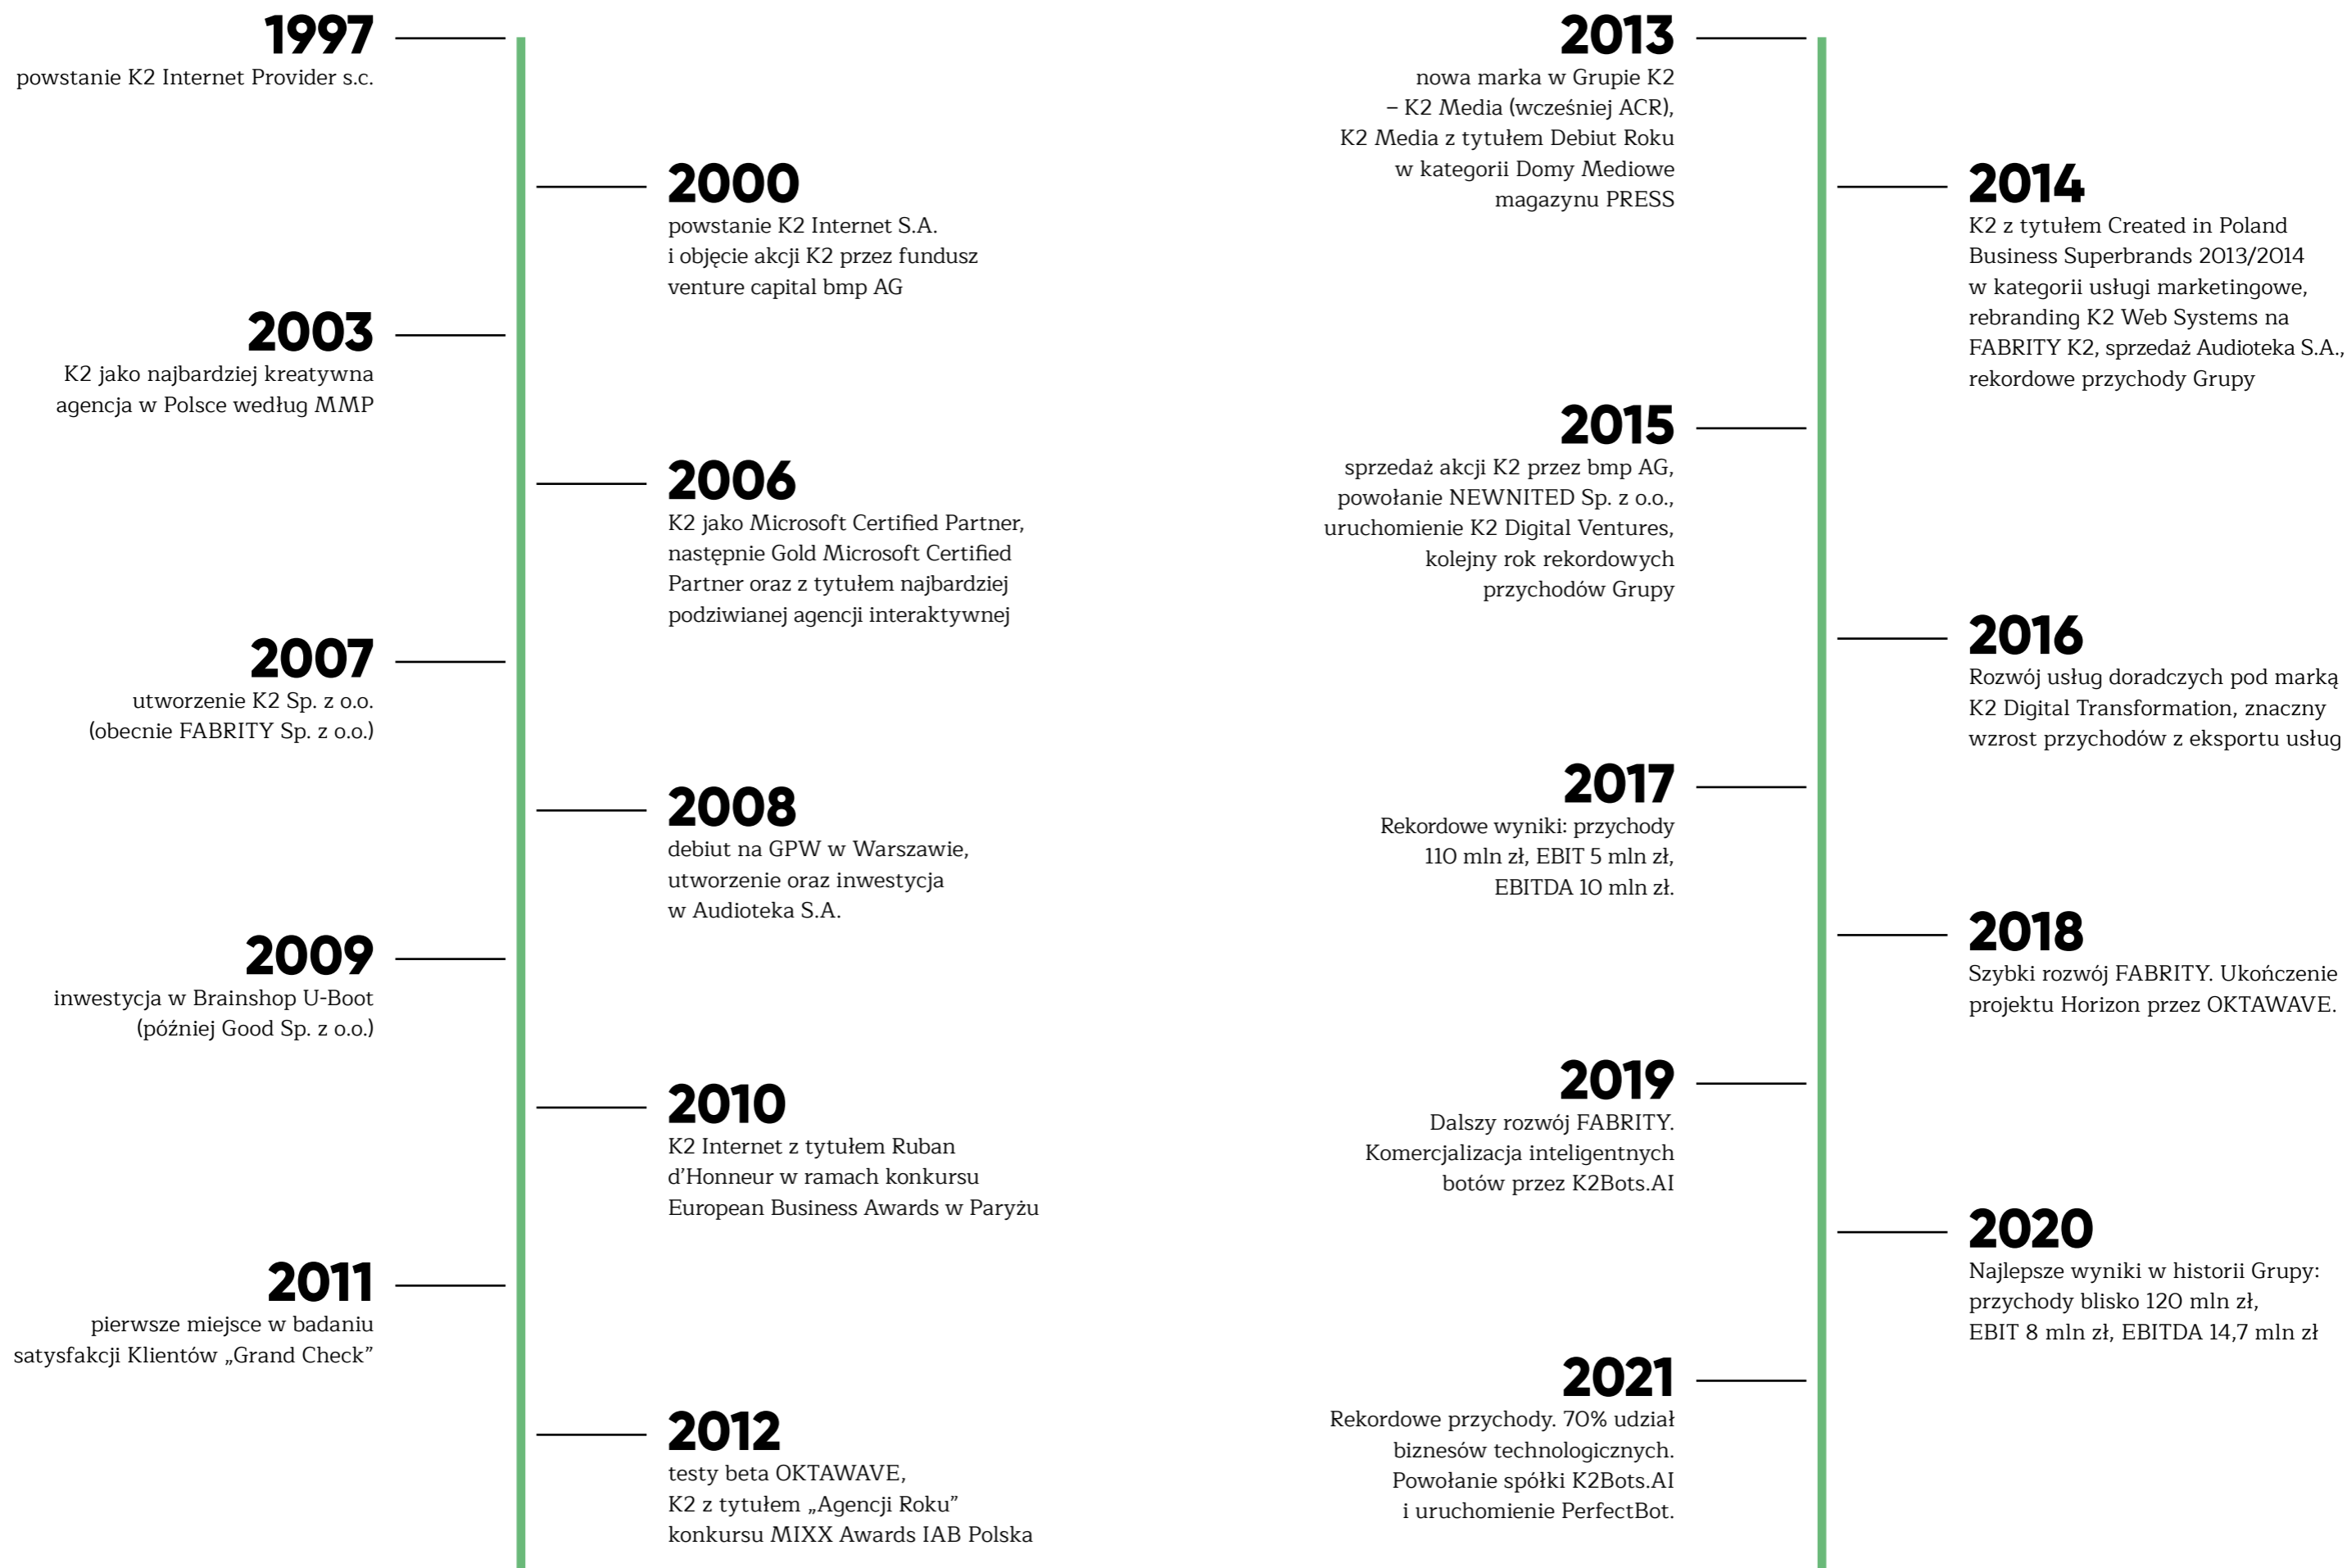 1997
powstanie K2 Internet Provider s.c.
2000
powstanie K2 Internet S.A.
i objęcie akcji K2 przez fundusz
venture capital bmp AG
2003
K2 jako najbardziej kreatywna
agencja w Polsce według MMP
2006
K2 jako Microsoft Certified Partner,
następnie Gold Microsoft Certified
Partner oraz z tytułem najbardziej
podziwianej agencji interaktywnej
2007
utworzenie K2 Sp. z o.o.
(obecnie FABRITY Sp. z o.o.)
2008
debiut na GPW w Warszawie,
utworzenie oraz inwestycja
w Audioteka S.A.
2009
inwestycja w Brainshop U-Boot
(później Good Sp. z o.o.)
2010
K2 Internet z tytułem Ruban
d’Honneur w ramach konkursu
European Business Awards w Paryżu
2011
pierwsze miejsce w badaniu
satysfakcji Klientów „Grand Check”
2012
testy beta OKTAWAVE,
K2 z tytułem „Agencji Roku”
konkursu MIXX Awards IAB Polska
2013
nowa marka w Grupie K2
– K2 Media (wcześniej ACR),
K2 Media z tytułem Debiut Roku
w kategorii Domy Mediowe
magazynu PRESS
2014
K2 z tytułem Created in Poland
Business Superbrands 2013/2014
w kategorii usługi marketingowe,
rebranding K2 Web Systems na
FABRITY K2, sprzedaż Audioteka S.A.,
rekordowe przychody Grupy
2015
sprzedaż akcji K2 przez bmp AG,
powołanie NEWNITED Sp. z o.o.,
uruchomienie K2 Digital Ventures,
kolejny rok rekordowych
przychodów Grupy
2016
Rozwój usług doradczych pod marką
K2 Digital Transformation, znaczny
wzrost przychodów z eksportu usług
2017
Rekordowe wyniki: przychody
110 mln zł, EBIT 5 mln zł,
EBITDA 10 mln zł.
2018
Szybki rozwój FABRITY. Ukończenie
projektu Horizon przez OKTAWAVE.
2019
Dalszy rozwój FABRITY.
Komercjalizacja inteligentnych
botów przez K2Bots.AI
2020
Najlepsze wyniki w historii Grupy:
przychody blisko 120 mln zł,
EBIT 8 mln zł, EBITDA 14,7 mln zł
2021
Rekordowe przychody. 70% udział
biznesów technologicznych.
Powołanie spółki K2Bots.AI
i uruchomienie PerfectBot.